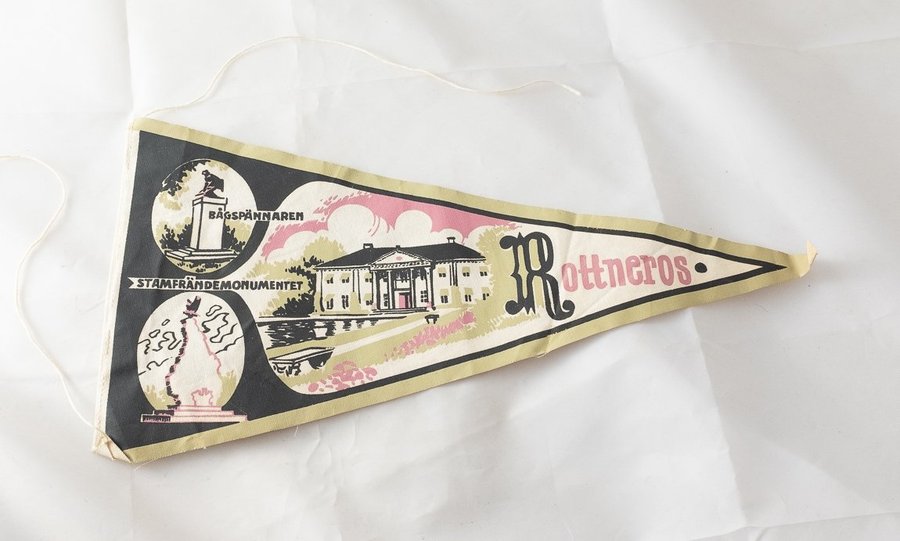 BÅGSPÄNNAREN
STAMFRÄNDEMONUMENTET
Rottneros